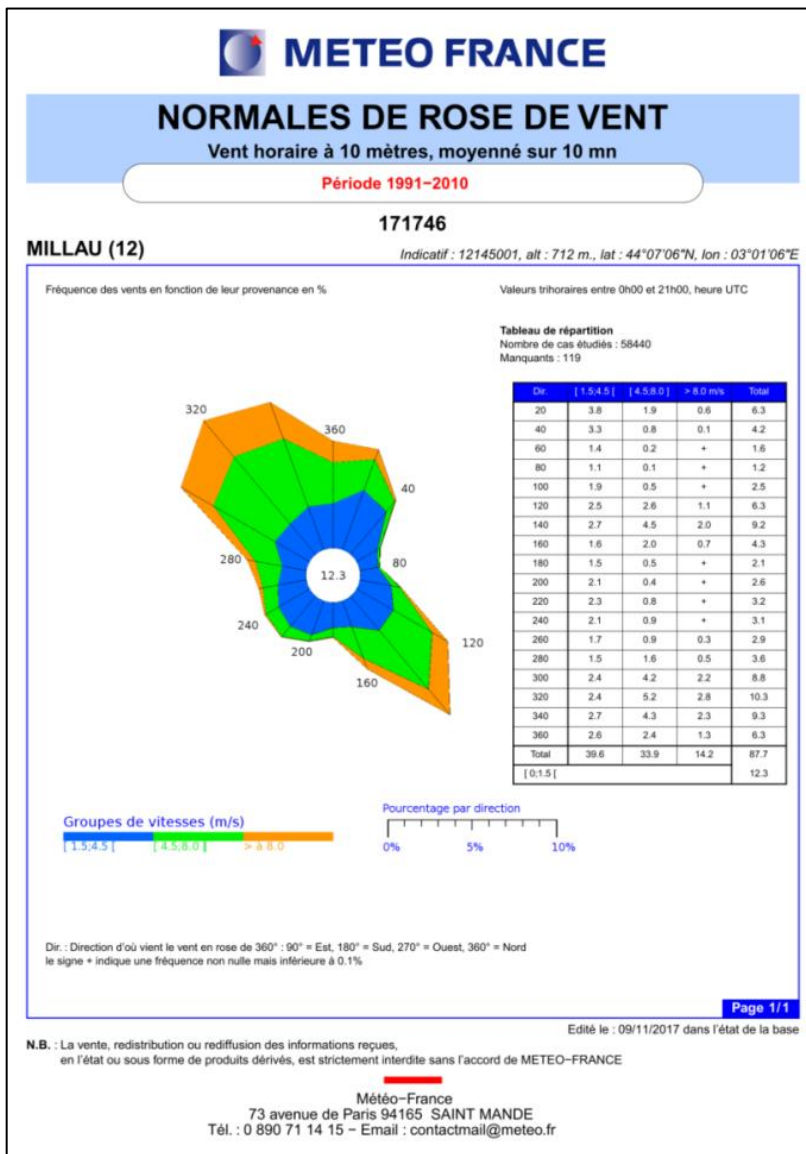 METEO FRANCE
NORMALES DE ROSE DE VENT
Vent horaire à 10 mètres, moyenné sur 10 mn
Période 1991−2010
171746
MILLAU (12)
Indicatif : 12145001, alt : 712 m., lat : 44°07'06"N, lon : 03°01'06"E
Fréquence des vents en fonction de leur provenance en %
Valeurs trihoraires entre 0h00 et 21h00, heure UTC
Tableau de répartition
Nombre de cas étudiés : 58440
Manquants : 119
320
360
40
280
12.3
80
240
120
200
160
Dir. [ 1.5;4.5 [ [ 4.5;8.0 ] > 8.0 m/s Total
20 3.8 1.9 0.6 6.3
40 3.3 0.8 0.1 4.2
60 1.4 0.2 + 1.6
80 1.1 0.1 + 1.2
100 1.9 0.5 + 2.5
120 2.5 2.6 1.1 6.3
140 2.7 4.5 2.0 9.2
160 1.6 2.0 0.7 4.3
180 1.5 0.5 + 2.1
200 2.1 0.4 + 2.6
220 2.3 0.8 + 3.2
240 2.1 0.9 + 3.1
260 1.7 0.9 0.3 2.9
280 1.5 1.6 0.5 3.6
300 2.4 4.2 2.2 8.8
320 2.4 5.2 2.8 10.3
340 2.7 4.3 2.3 9.3
360 2.6 2.4 1.3 6.3
Total 39.6 33.9 14.2 87.7
[ 0;1.5 [ 12.3
Groupes de vitesses (m/s)
[ 1.5;4.5 [ [ 4.5;8.0 ] > à 8.0
Pourcentage par direction
0% 5% 10%
Dir. : Direction d'où vient le vent en rose de 360° : 90° = Est, 180° = Sud, 270° = Ouest, 360° = Nord
le signe + indique une fréquence non nulle mais inférieure à 0.1%
Page 1/1
Edité le : 09/11/2017 dans l'état de la base
N.B. : La vente, redistribution ou rediffusion des informations reçues,
en l'état ou sous forme de produits dérivés, est strictement interdite sans l'accord de METEO−FRANCE
Météo−France
73 avenue de Paris 94165 SAINT MANDE
Tél. : 0 890 71 14 15 − Email : contactmail@meteo.fr